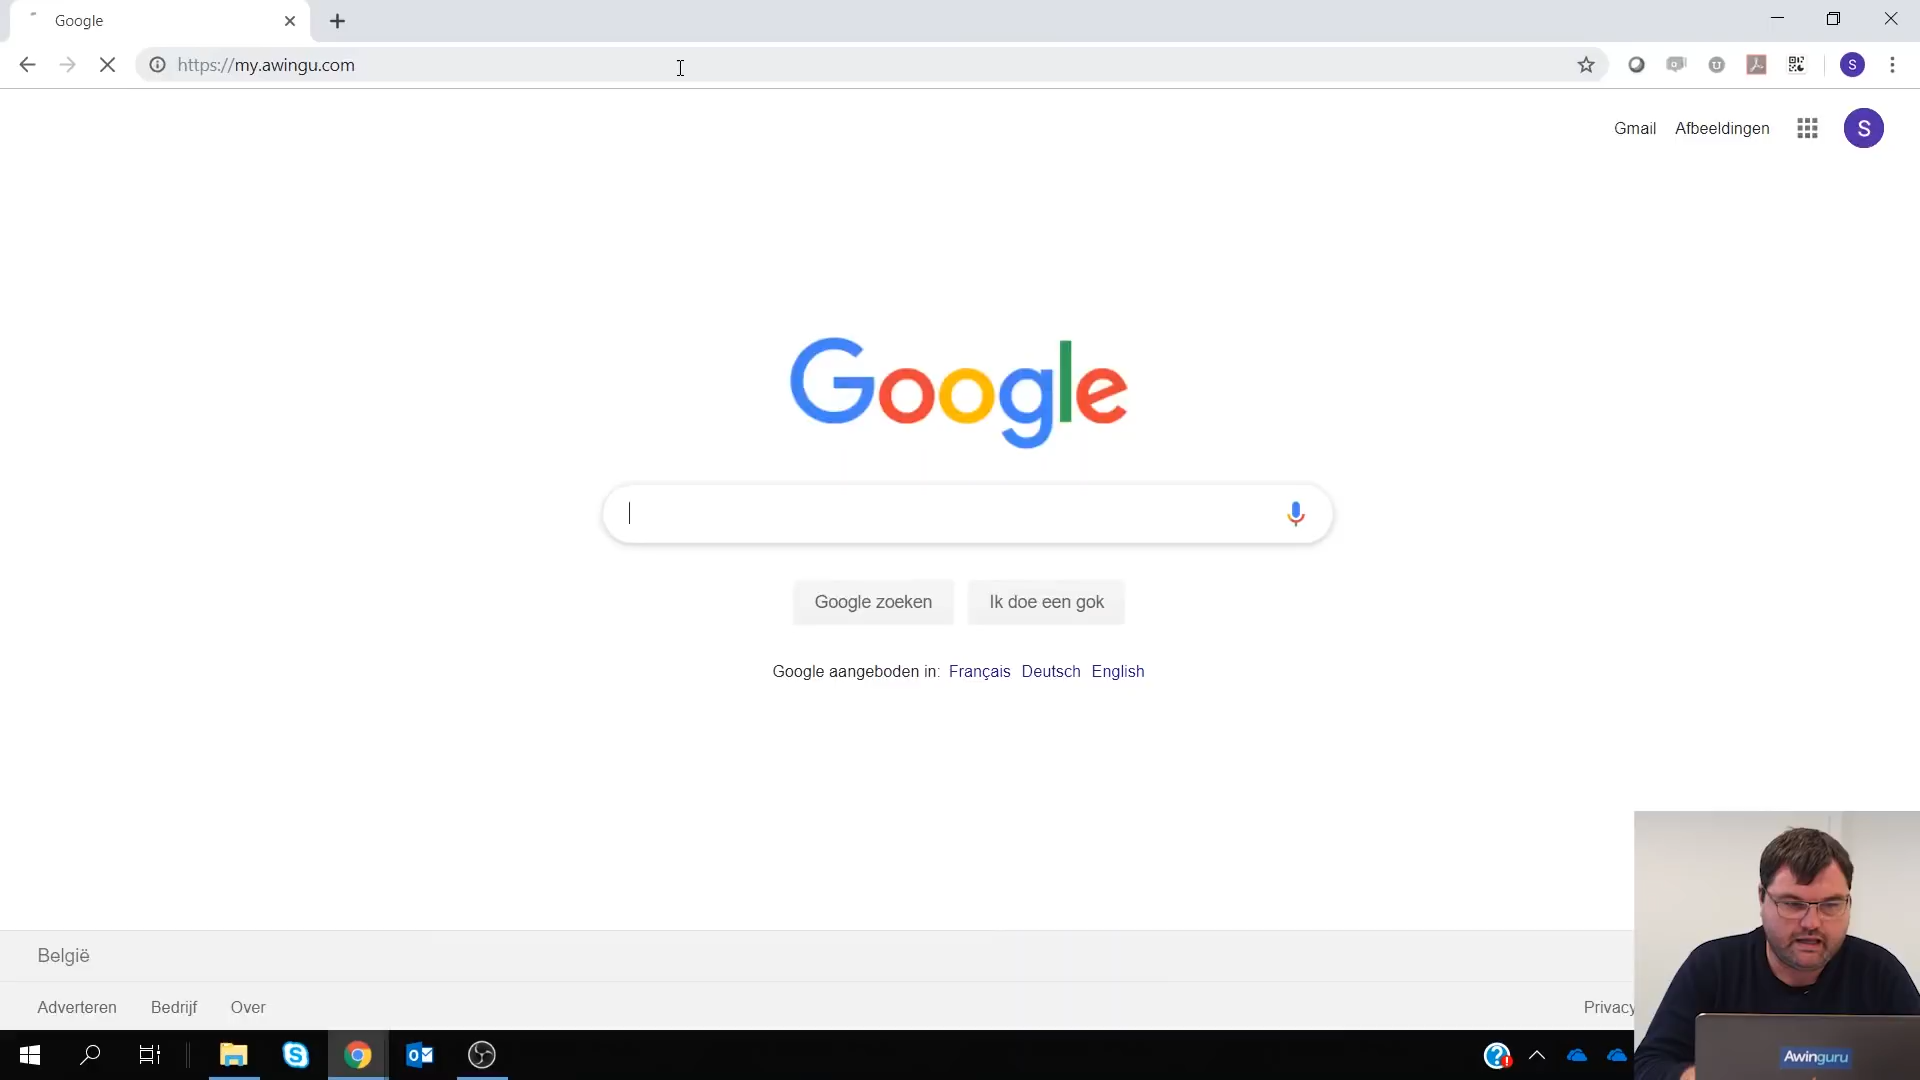 Google
https://my.awingu.com
S
Gmail Afbeeldingen
S
Google
Google zoeken
Ik doe een gok
Google aangeboden in: Français Deutsch English
België
Adverteren Bedrijf Over
Privacy
Awinguru